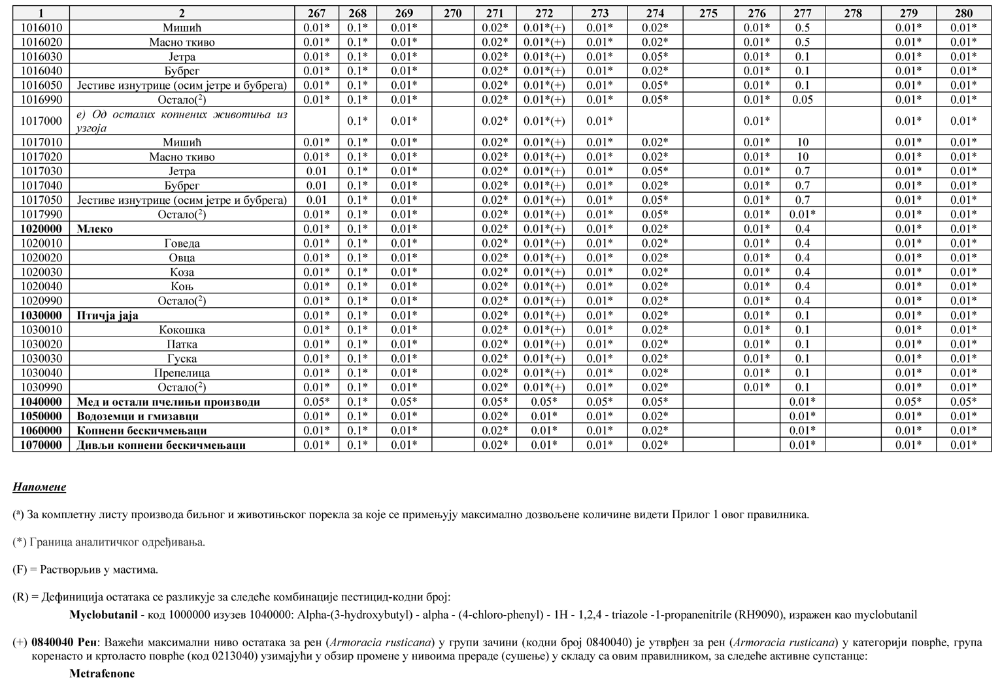 1 2 267 268 269 270 271 272 273 274 275 276 277 278 279 280
1016010 Мишић 0.01* 0.1* 0.01* 0.02* 0.01*(+) 0.01* 0.02* 0.01* 0.5 0.01* 0.01*
1016020 Масно ткиво 0.01* 0.1* 0.01* 0.02* 0.01*(+) 0.01* 0.02* 0.01* 0.5 0.01* 0.01*
1016030 Јетра 0.01* 0.1* 0.01* 0.02* 0.01*(+) 0.01* 0.05* 0.01* 0.1 0.01* 0.01*
1016040 Бубрег 0.01* 0.1* 0.01* 0.02* 0.01*(+) 0.01* 0.02* 0.01* 0.1 0.01* 0.01*
1016050 Јестиве изнутрице (осим јетре и бубрега) 0.01* 0.1* 0.01* 0.02* 0.01*(+) 0.01* 0.05* 0.01* 0.1 0.01* 0.01*
1016990 Остало(²) 0.01* 0.1* 0.01* 0.02* 0.01*(+) 0.01* 0.05* 0.01* 0.05 0.01* 0.01*
1017000 е) Од осталих копнених животиња из
узгоја 0.1* 0.01* 0.02* 0.01*(+) 0.01* 0.01* 0.01* 0.01*
1017010 Мишић 0.01* 0.1* 0.01* 0.02* 0.01*(+) 0.01* 0.02* 0.01* 10 0.01* 0.01*
1017020 Масно ткиво 0.01* 0.1* 0.01* 0.02* 0.01*(+) 0.01* 0.02* 0.01* 10 0.01* 0.01*
1017030 Јетра 0.01 0.1* 0.01* 0.02* 0.01*(+) 0.01* 0.05* 0.01* 0.7 0.01* 0.01*
1017040 Бубрег 0.01 0.1* 0.01* 0.02* 0.01*(+) 0.01* 0.02* 0.01* 0.7 0.01* 0.01*
1017050 Јестиве изнутрице (осим јетре и бубрега) 0.01 0.1* 0.01* 0.02* 0.01*(+) 0.01* 0.05* 0.01* 0.7 0.01* 0.01*
1017990 Остало(²) 0.01* 0.1* 0.01* 0.02* 0.01*(+) 0.01* 0.05* 0.01* 0.01* 0.01* 0.01*
1020000 Млеко 0.01* 0.1* 0.01* 0.02* 0.01*(+) 0.01* 0.02* 0.01* 0.4 0.01* 0.01*
1020010 Говеда 0.01* 0.1* 0.01* 0.02* 0.01*(+) 0.01* 0.02* 0.01* 0.4 0.01* 0.01*
1020020 Овца 0.01* 0.1* 0.01* 0.02* 0.01*(+) 0.01* 0.02* 0.01* 0.4 0.01* 0.01*
1020030 Коза 0.01* 0.1* 0.01* 0.02* 0.01*(+) 0.01* 0.02* 0.01* 0.4 0.01* 0.01*
1020040 Коњ 0.01* 0.1* 0.01* 0.02* 0.01*(+) 0.01* 0.02* 0.01* 0.4 0.01* 0.01*
1020990 Остало(²) 0.01* 0.1* 0.01* 0.02* 0.01*(+) 0.01* 0.02* 0.01* 0.4 0.01* 0.01*
1030000 Птичја јаја 0.01* 0.1* 0.01* 0.02* 0.01*(+) 0.01* 0.02* 0.01* 0.1 0.01* 0.01*
1030010 Кокошка 0.01* 0.1* 0.01* 0.02* 0.01*(+) 0.01* 0.02* 0.01* 0.1 0.01* 0.01*
1030020 Патка 0.01* 0.1* 0.01* 0.02* 0.01*(+) 0.01* 0.02* 0.01* 0.1 0.01* 0.01*
1030030 Гуска 0.01* 0.1* 0.01* 0.02* 0.01*(+) 0.01* 0.02* 0.01* 0.1 0.01* 0.01*
1030040 Препелица 0.01* 0.1* 0.01* 0.02* 0.01*(+) 0.01* 0.02* 0.01* 0.1 0.01* 0.01*
1030990 Остало(²) 0.01* 0.1* 0.01* 0.02* 0.01*(+) 0.01* 0.02* 0.01* 0.1 0.01* 0.01*
1040000 Мед и остали пчелињи производи 0.05* 0.1* 0.05* 0.05* 0.05* 0.05* 0.05* 0.01* 0.05* 0.05*
1050000 Водоземци и гмизавци 0.01* 0.1* 0.01* 0.02* 0.01* 0.01* 0.02* 0.01* 0.01* 0.01*
1060000 Копнени бескичмењаци 0.01* 0.1* 0.01* 0.02* 0.01* 0.01* 0.02* 0.01* 0.01* 0.01*
1070000 Дивљи копнени бескичмењаци 0.01* 0.1* 0.01* 0.02* 0.01* 0.01* 0.02* 0.01* 0.01* 0.01*
Напомене
(ᵃ) За комплетну листу производа биљног и животињског порекла за које се примењују максимално дозвољене количине видети Прилог 1 овог правилника.
(*) Граница аналитичког одређивања.
(F) = Растворљив у мастима.
(R) = Дефиниција остатака се разликује за следеће комбинације пестицид-кодни број:
Myclobutanil - код 1000000 изузев 1040000: Alpha-(3-hydroxybutyl) - alpha - (4-chloro-phenyl) - 1H - 1,2,4 - triazole -1-propanenitrile (RH9090), изражен као myclobutanil
(+) 0840040 Рен: Важећи максимални ниво остатака за рен (Armoracia rusticana) у групи зачини (кодни број 0840040) је утврђен за рен (Armoracia rusticana) у категорији поврће, група
коренасто и кртоласто поврће (код 0213040) узимајући у обзир промене у нивоима прераде (сушење) у складу са овим правилником, за следеће активне супстанце:
Metrafenone